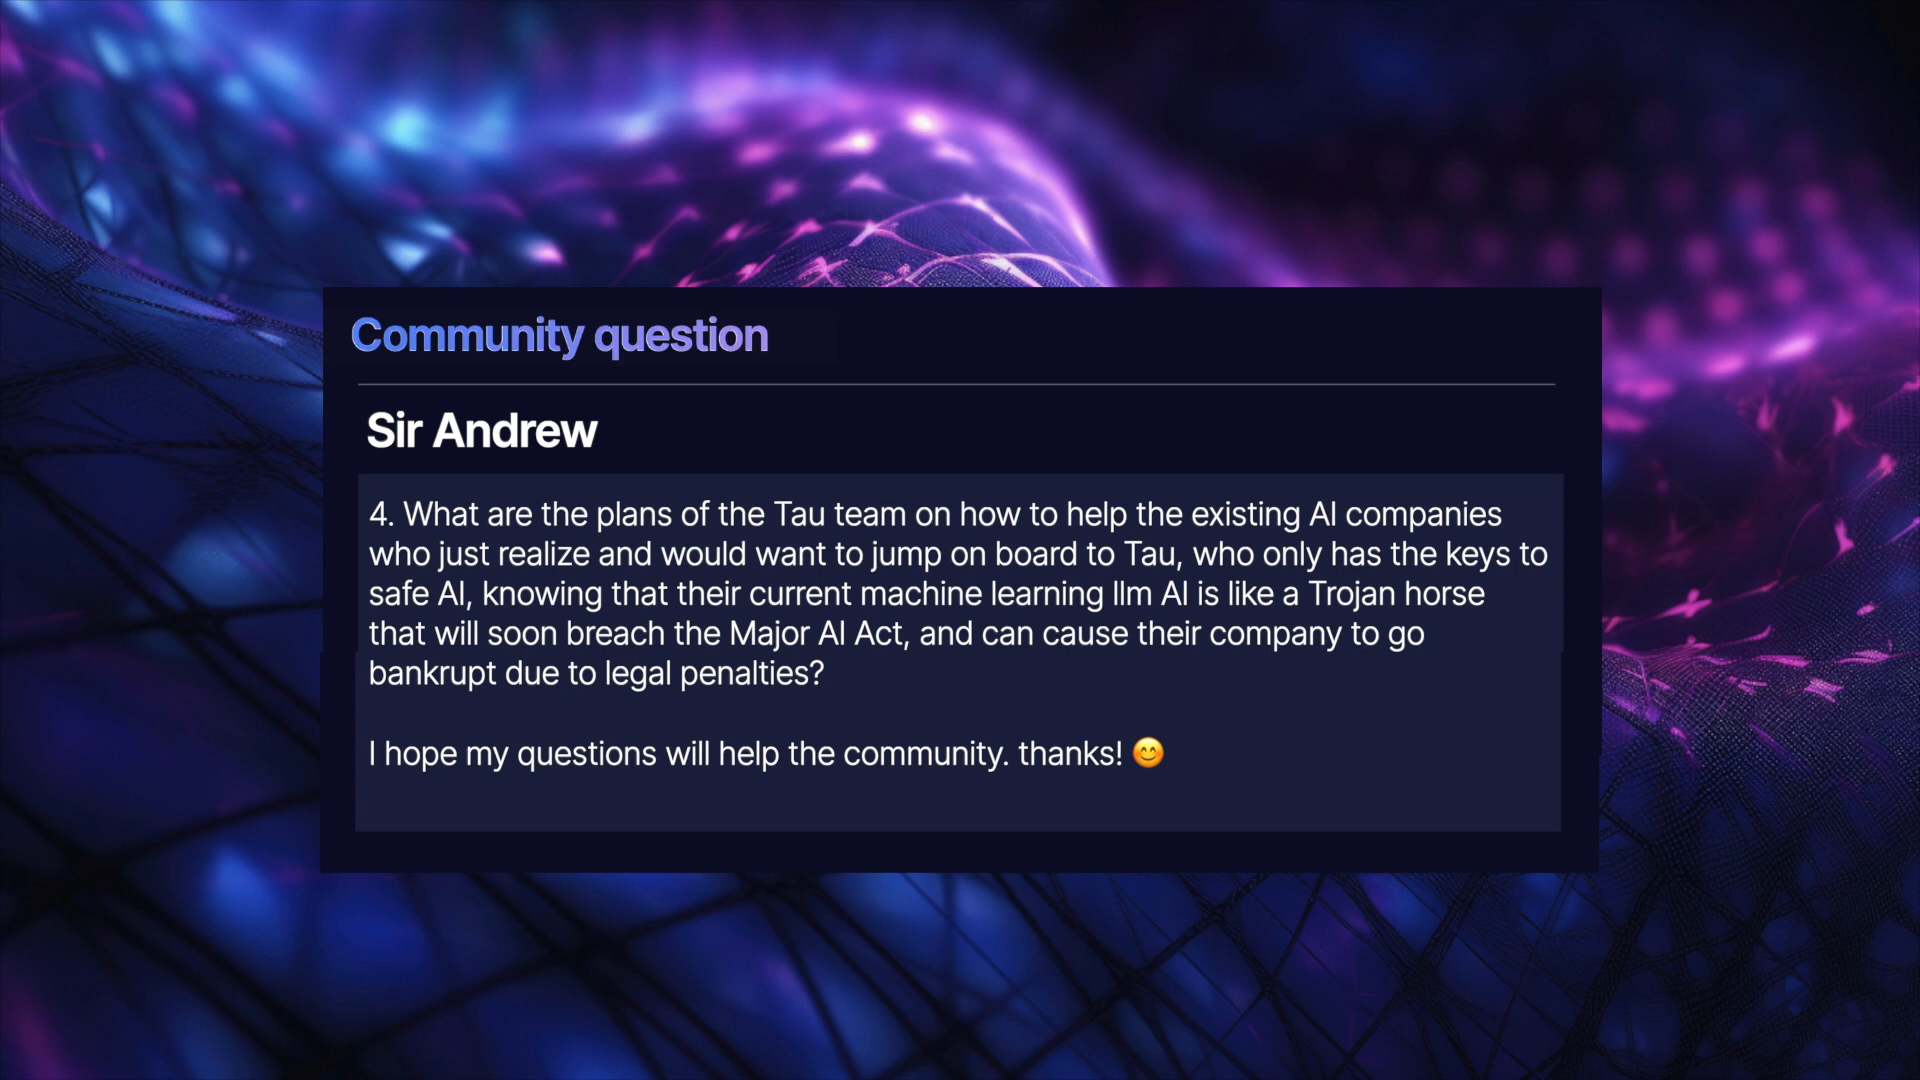 Community question
Sir Andrew
4. What are the plans of the Tau team on how to help the existing AI companies
who just realize and would want to jump on board to Tau, who only has the keys to
safe AI, knowing that their current machine learning llm AI is like a Trojan horse
that will soon breach the Major AI Act, and can cause their company to go
bankrupt due to legal penalties?
I hope my questions will help the community. thanks! 😊